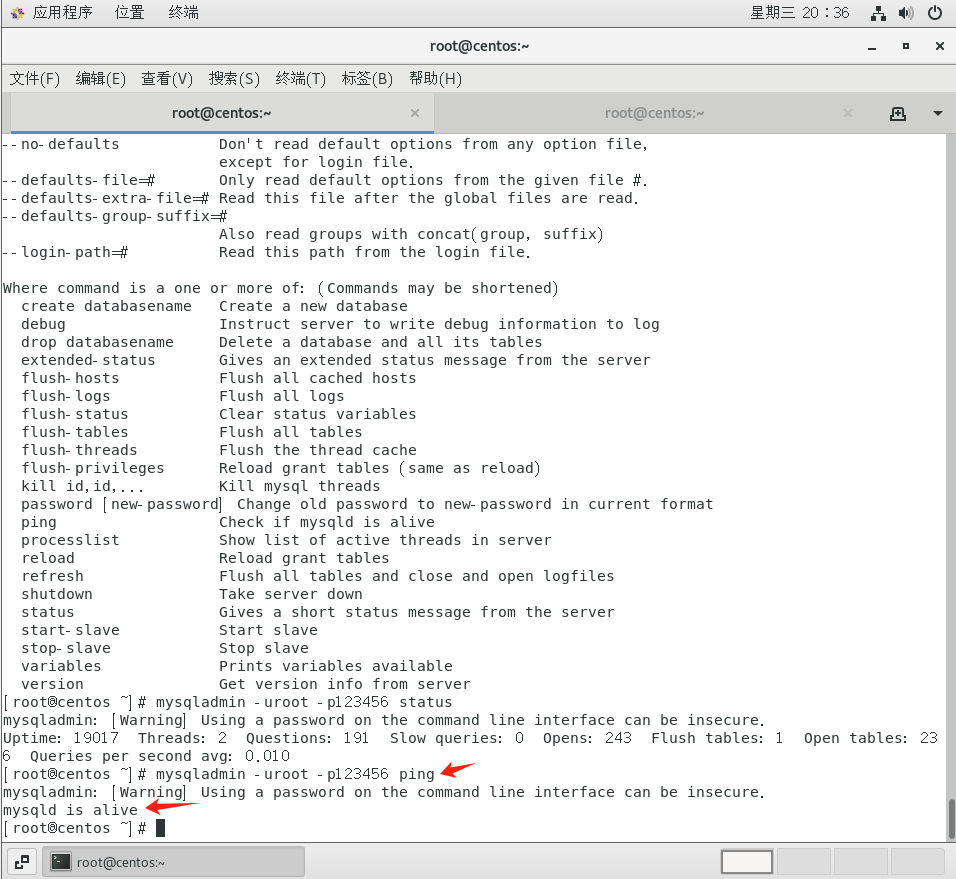 应用程序 位置 终端 星期三 20：36
root@centos:~
文件(F) 编辑(E) 查看(V) 搜索(S) 终端(T) 标签(B) 帮助(H)
root@centos:~ × root@centos:~ ×
--no-defaults Don't read default options from any option file,
except for login file.
--defaults-file=# Only read default options from the given file #.
--defaults-extra-file=# Read this file after the global files are read.
--defaults-group-suffix=#
Also read groups with concat(group, suffix)
--login-path=# Read this path from the login file.
Where command is a one or more of: (Commands may be shortened)
create databasename Create a new database
debug Instruct server to write debug information to log
drop databasename Delete a database and all its tables
extended-status Gives an extended status message from the server
flush-hosts Flush all cached hosts
flush-logs Flush all logs
flush-status Clear status variables
flush-tables Flush all tables
flush-threads Flush the thread cache
flush-privileges Reload grant tables (same as reload)
kill id,id,... Kill mysql threads
password [new-password] Change old password to new-password in current format
ping Check if mysqld is alive
processlist Show list of active threads in server
reload Reload grant tables
refresh Flush all tables and close and open logfiles
shutdown Take server down
status Gives a short status message from the server
start-slave Start slave
stop-slave Stop slave
variables Prints variables available
version Get version info from server
[root@centos ~]# mysqladmin -uroot -p123456 status
mysqladmin: [Warning] Using a password on the command line interface can be insecure.
Uptime: 19017 Threads: 2 Questions: 191 Slow queries: 0 Opens: 243 Flush tables: 1 Open tables: 23
6 Queries per second avg: 0.010
[root@centos ~]# mysqladmin -uroot -p123456 ping
mysqladmin: [Warning] Using a password on the command line interface can be insecure.
mysqld is alive
[root@centos ~]#
root@centos:~